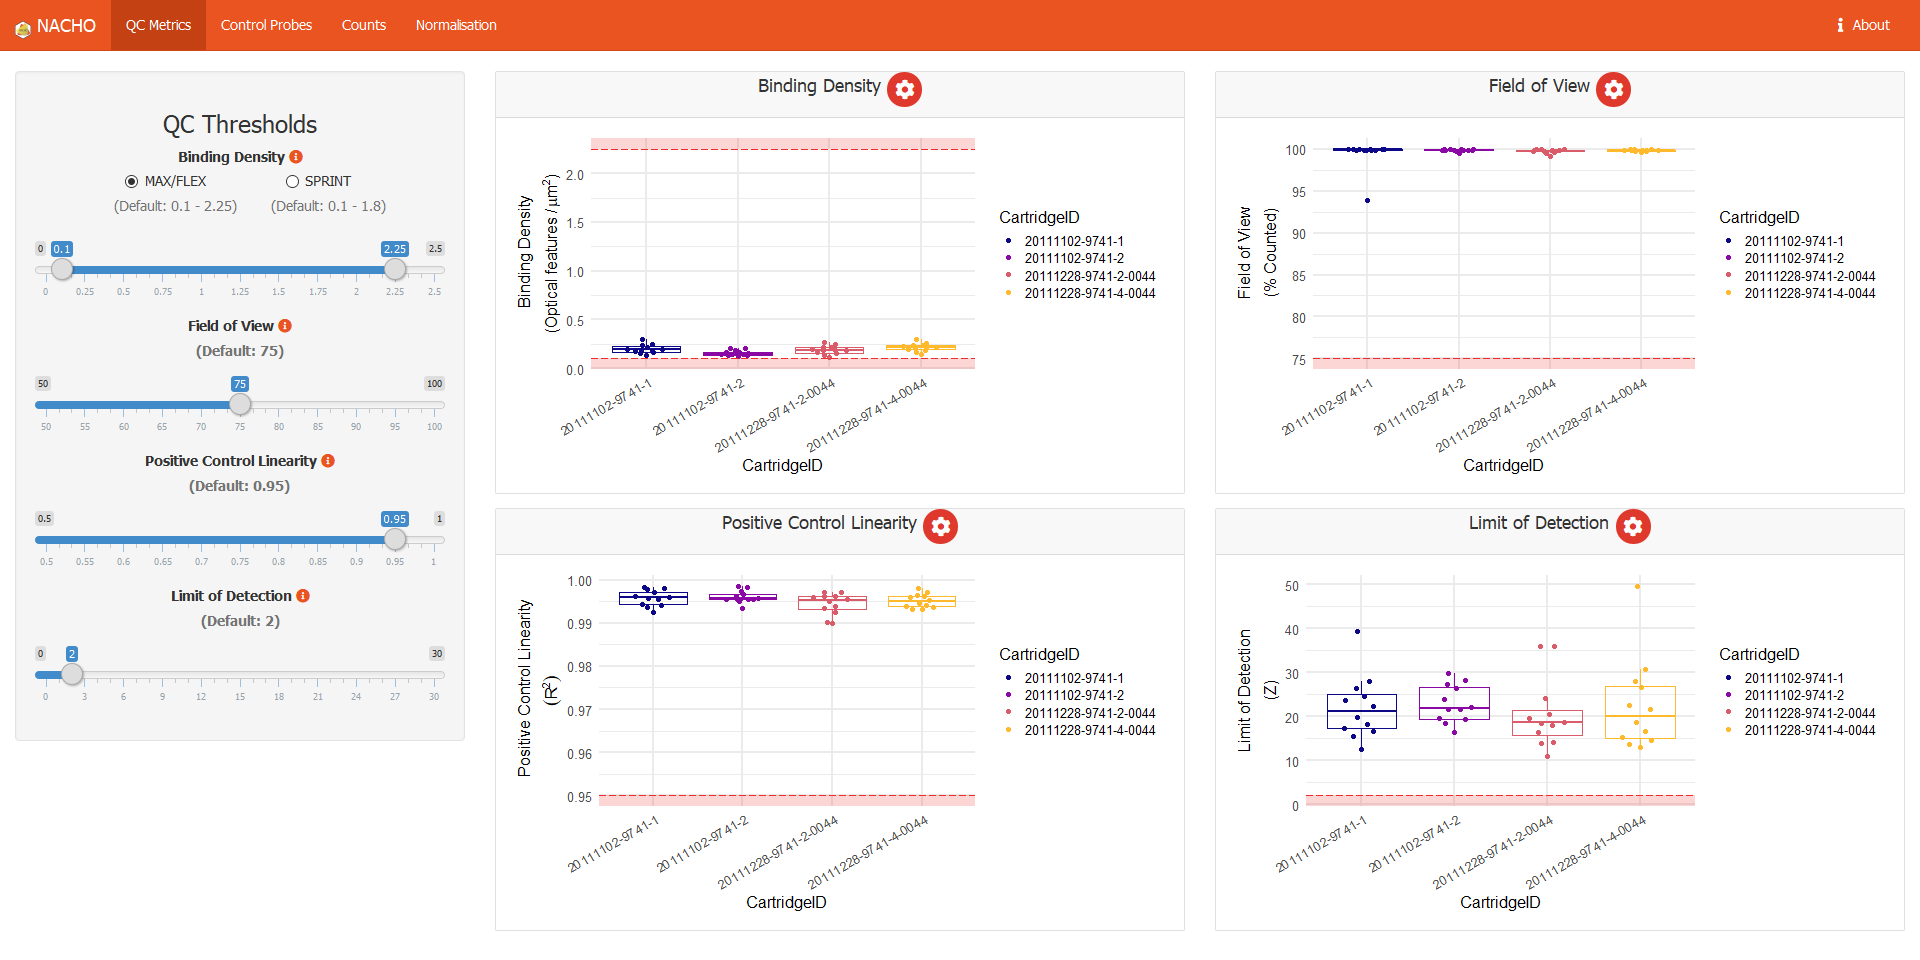 NACHO QC Metrics Control Probes Counts Normalisation About
QC Thresholds
Binding Density
MAX/FLEX SPRINT
(Default: 0.1 - 2.25) (Default: 0.1 - 1.8)
0 0.1 2.25 2.5
0 0.25 0.5 0.75 1 1.25 1.5 1.75 2 2.25 2.5
Field of View
(Default: 75)
50 75 100
50 55 60 65 70 75 80 85 90 95 100
Positive Control Linearity
(Default: 0.95)
0.5 0.95 1
0.5 0.55 0.6 0.65 0.7 0.75 0.8 0.85 0.9 0.95 1
Limit of Detection
(Default: 2)
0 2 30
0 3 6 9 12 15 18 21 24 27 30
Binding Density
Binding Density
(Optical features / µm²)
2.0
1.5
1.0
0.5
0.0
20111102-9741-1
20111102-9741-2
20111228-9741-2-0044
20111228-9741-4-0044
CartridgeID
CartridgeID
20111102-9741-1
20111102-9741-2
20111228-9741-2-0044
20111228-9741-4-0044
Field of View
Field of View
(% Counted)
100
95
90
85
80
75
20111102-9741-1
20111102-9741-2
20111228-9741-2-0044
20111228-9741-4-0044
CartridgeID
CartridgeID
20111102-9741-1
20111102-9741-2
20111228-9741-2-0044
20111228-9741-4-0044
Positive Control Linearity
Positive Control Linearity
(R²)
1.00
0.99
0.98
0.97
0.96
0.95
20111102-9741-1
20111102-9741-2
20111228-9741-2-0044
20111228-9741-4-0044
CartridgeID
CartridgeID
20111102-9741-1
20111102-9741-2
20111228-9741-2-0044
20111228-9741-4-0044
Limit of Detection
Limit of Detection
(Z)
50
40
30
20
10
0
20111102-9741-1
20111102-9741-2
20111228-9741-2-0044
20111228-9741-4-0044
CartridgeID
CartridgeID
20111102-9741-1
20111102-9741-2
20111228-9741-2-0044
20111228-9741-4-0044